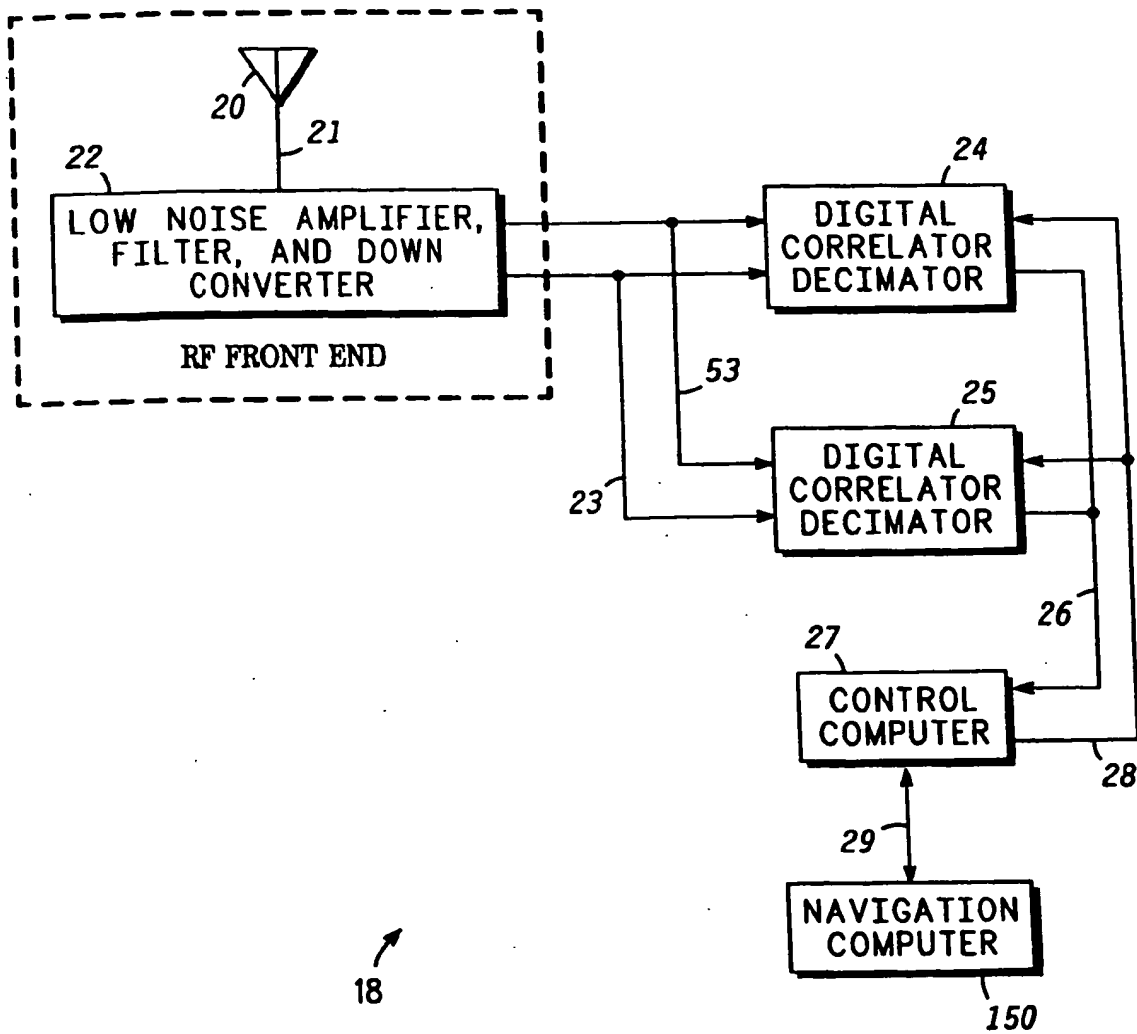 20
21
22
LOW NOISE AMPLIFIER,
FILTER, AND DOWN
CONVERTER
RF FRONT END
24
DIGITAL
CORRELATOR
DECIMATOR
53
23
25
DIGITAL
CORRELATOR
DECIMATOR
26
27
CONTROL
COMPUTER
28
29
NAVIGATION
COMPUTER
150
18